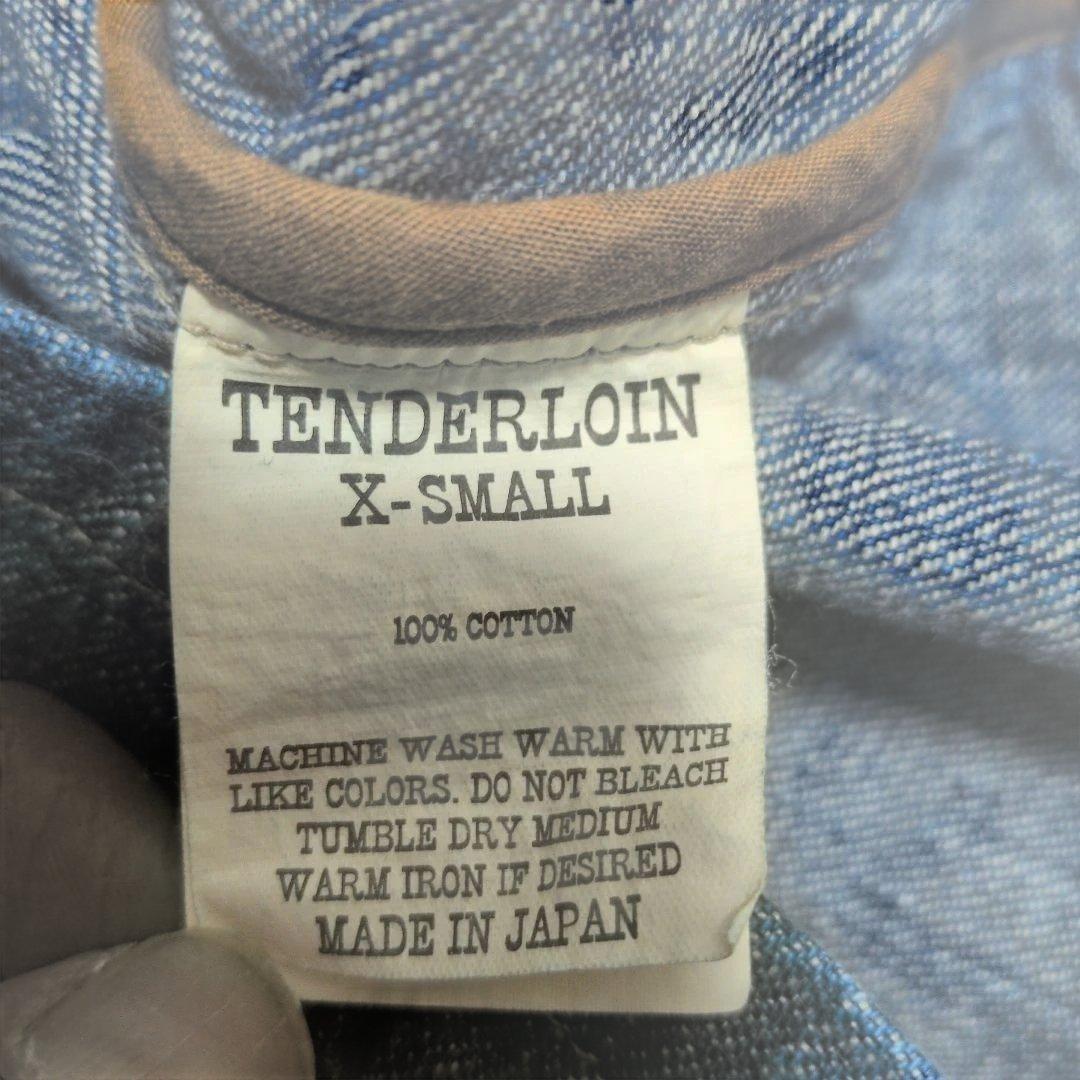 TENDERLOIN
X-SMALL
100% COTTON
MACHINE WASH WARM WITH
LIKE COLORS. DO NOT BLEACH
TUMBLE DRY MEDIUM
WARM IRON IF DESIRED
MADE IN JAPAN